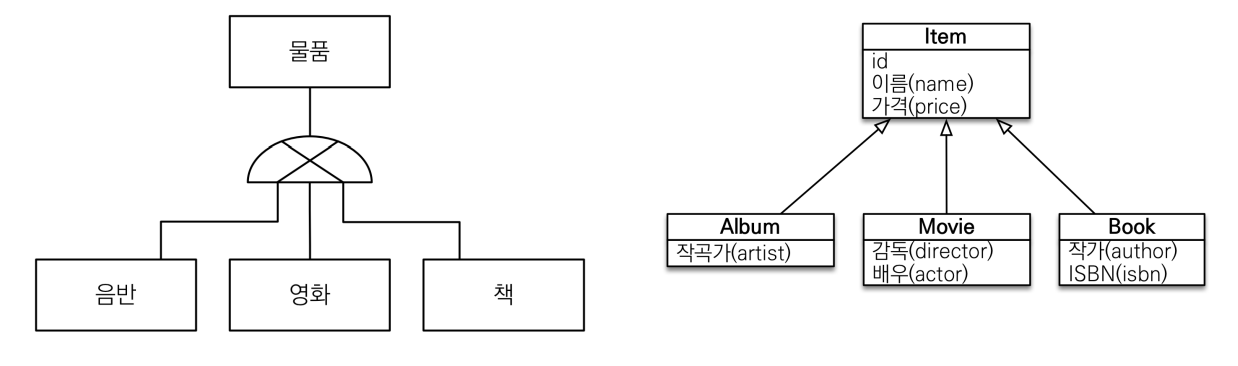 물품
음반
영화
책
Item
id
이름(name)
가격(price)
Album
작곡가(artist)
Movie
감독(director)
배우(actor)
Book
작가(author)
ISBN(isbn)